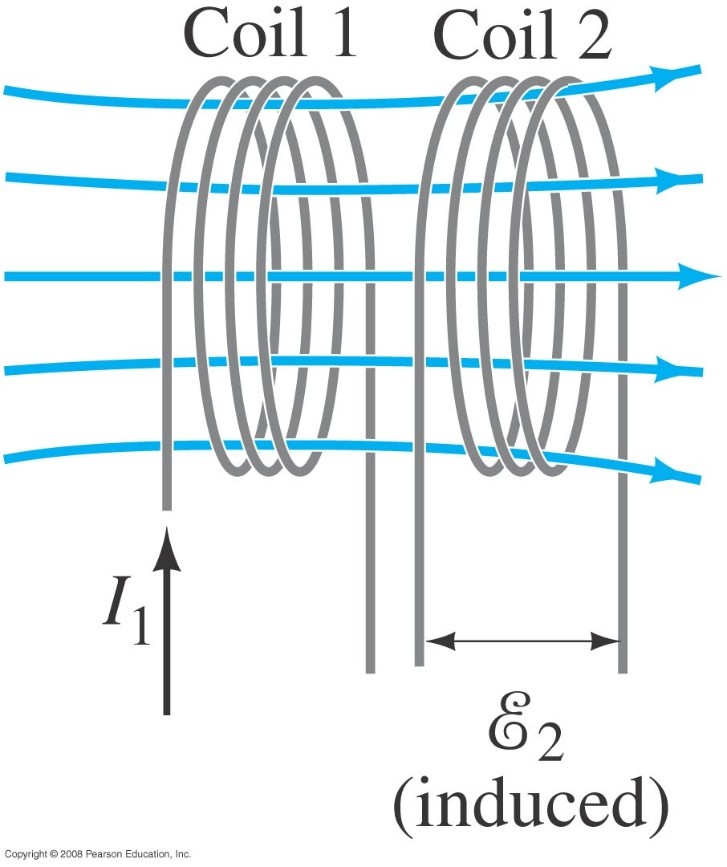 Coil 1 Coil 2
I₁
ℰ₂
(induced)
Copyright © 2008 Pearson Education, Inc.